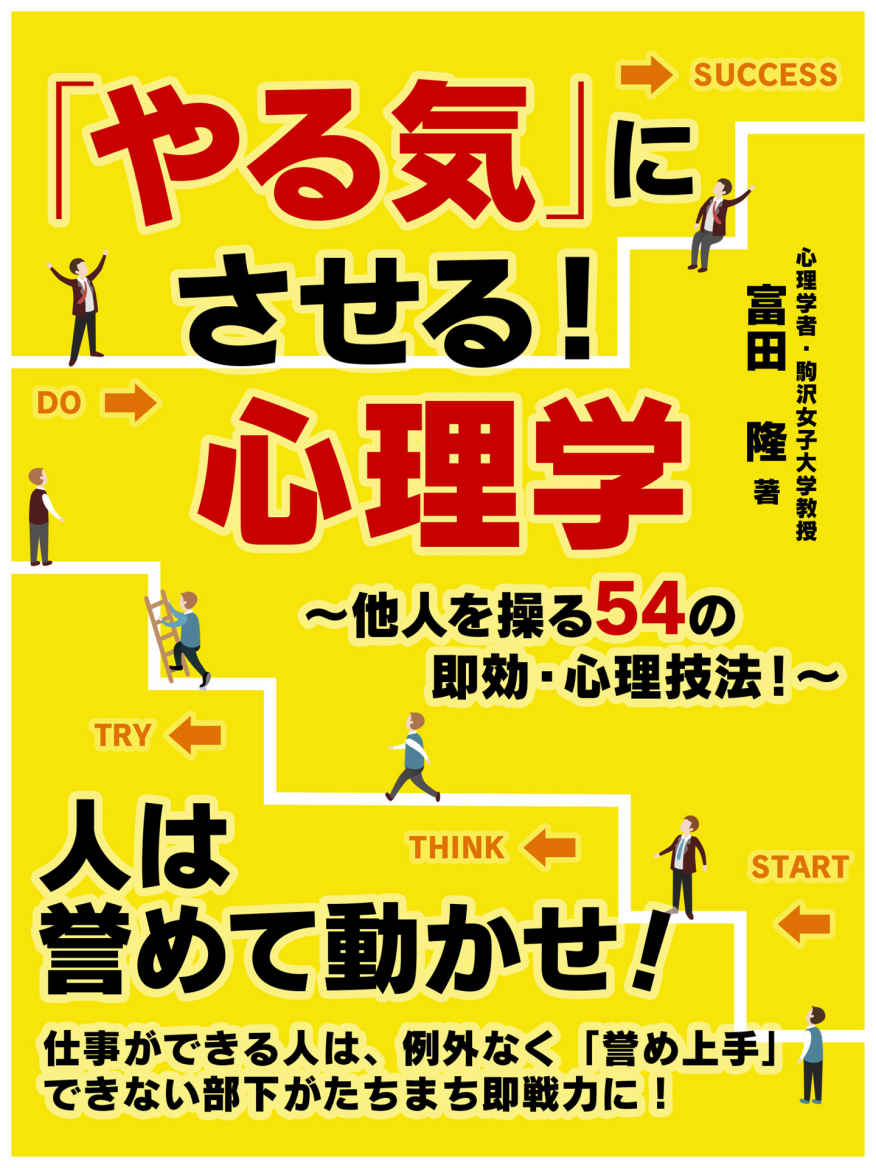 「やる気」に
させる！
心理学
～他人を操る54の
即効・心理技法！～
心理学者・駒沢女子大学教授
富田 隆 著
SUCCESS
DO
TRY
THINK
START
人は
誉めて動かせ！
仕事ができる人は、例外なく「誉め上手」
できない部下がたちまち即戦力に！